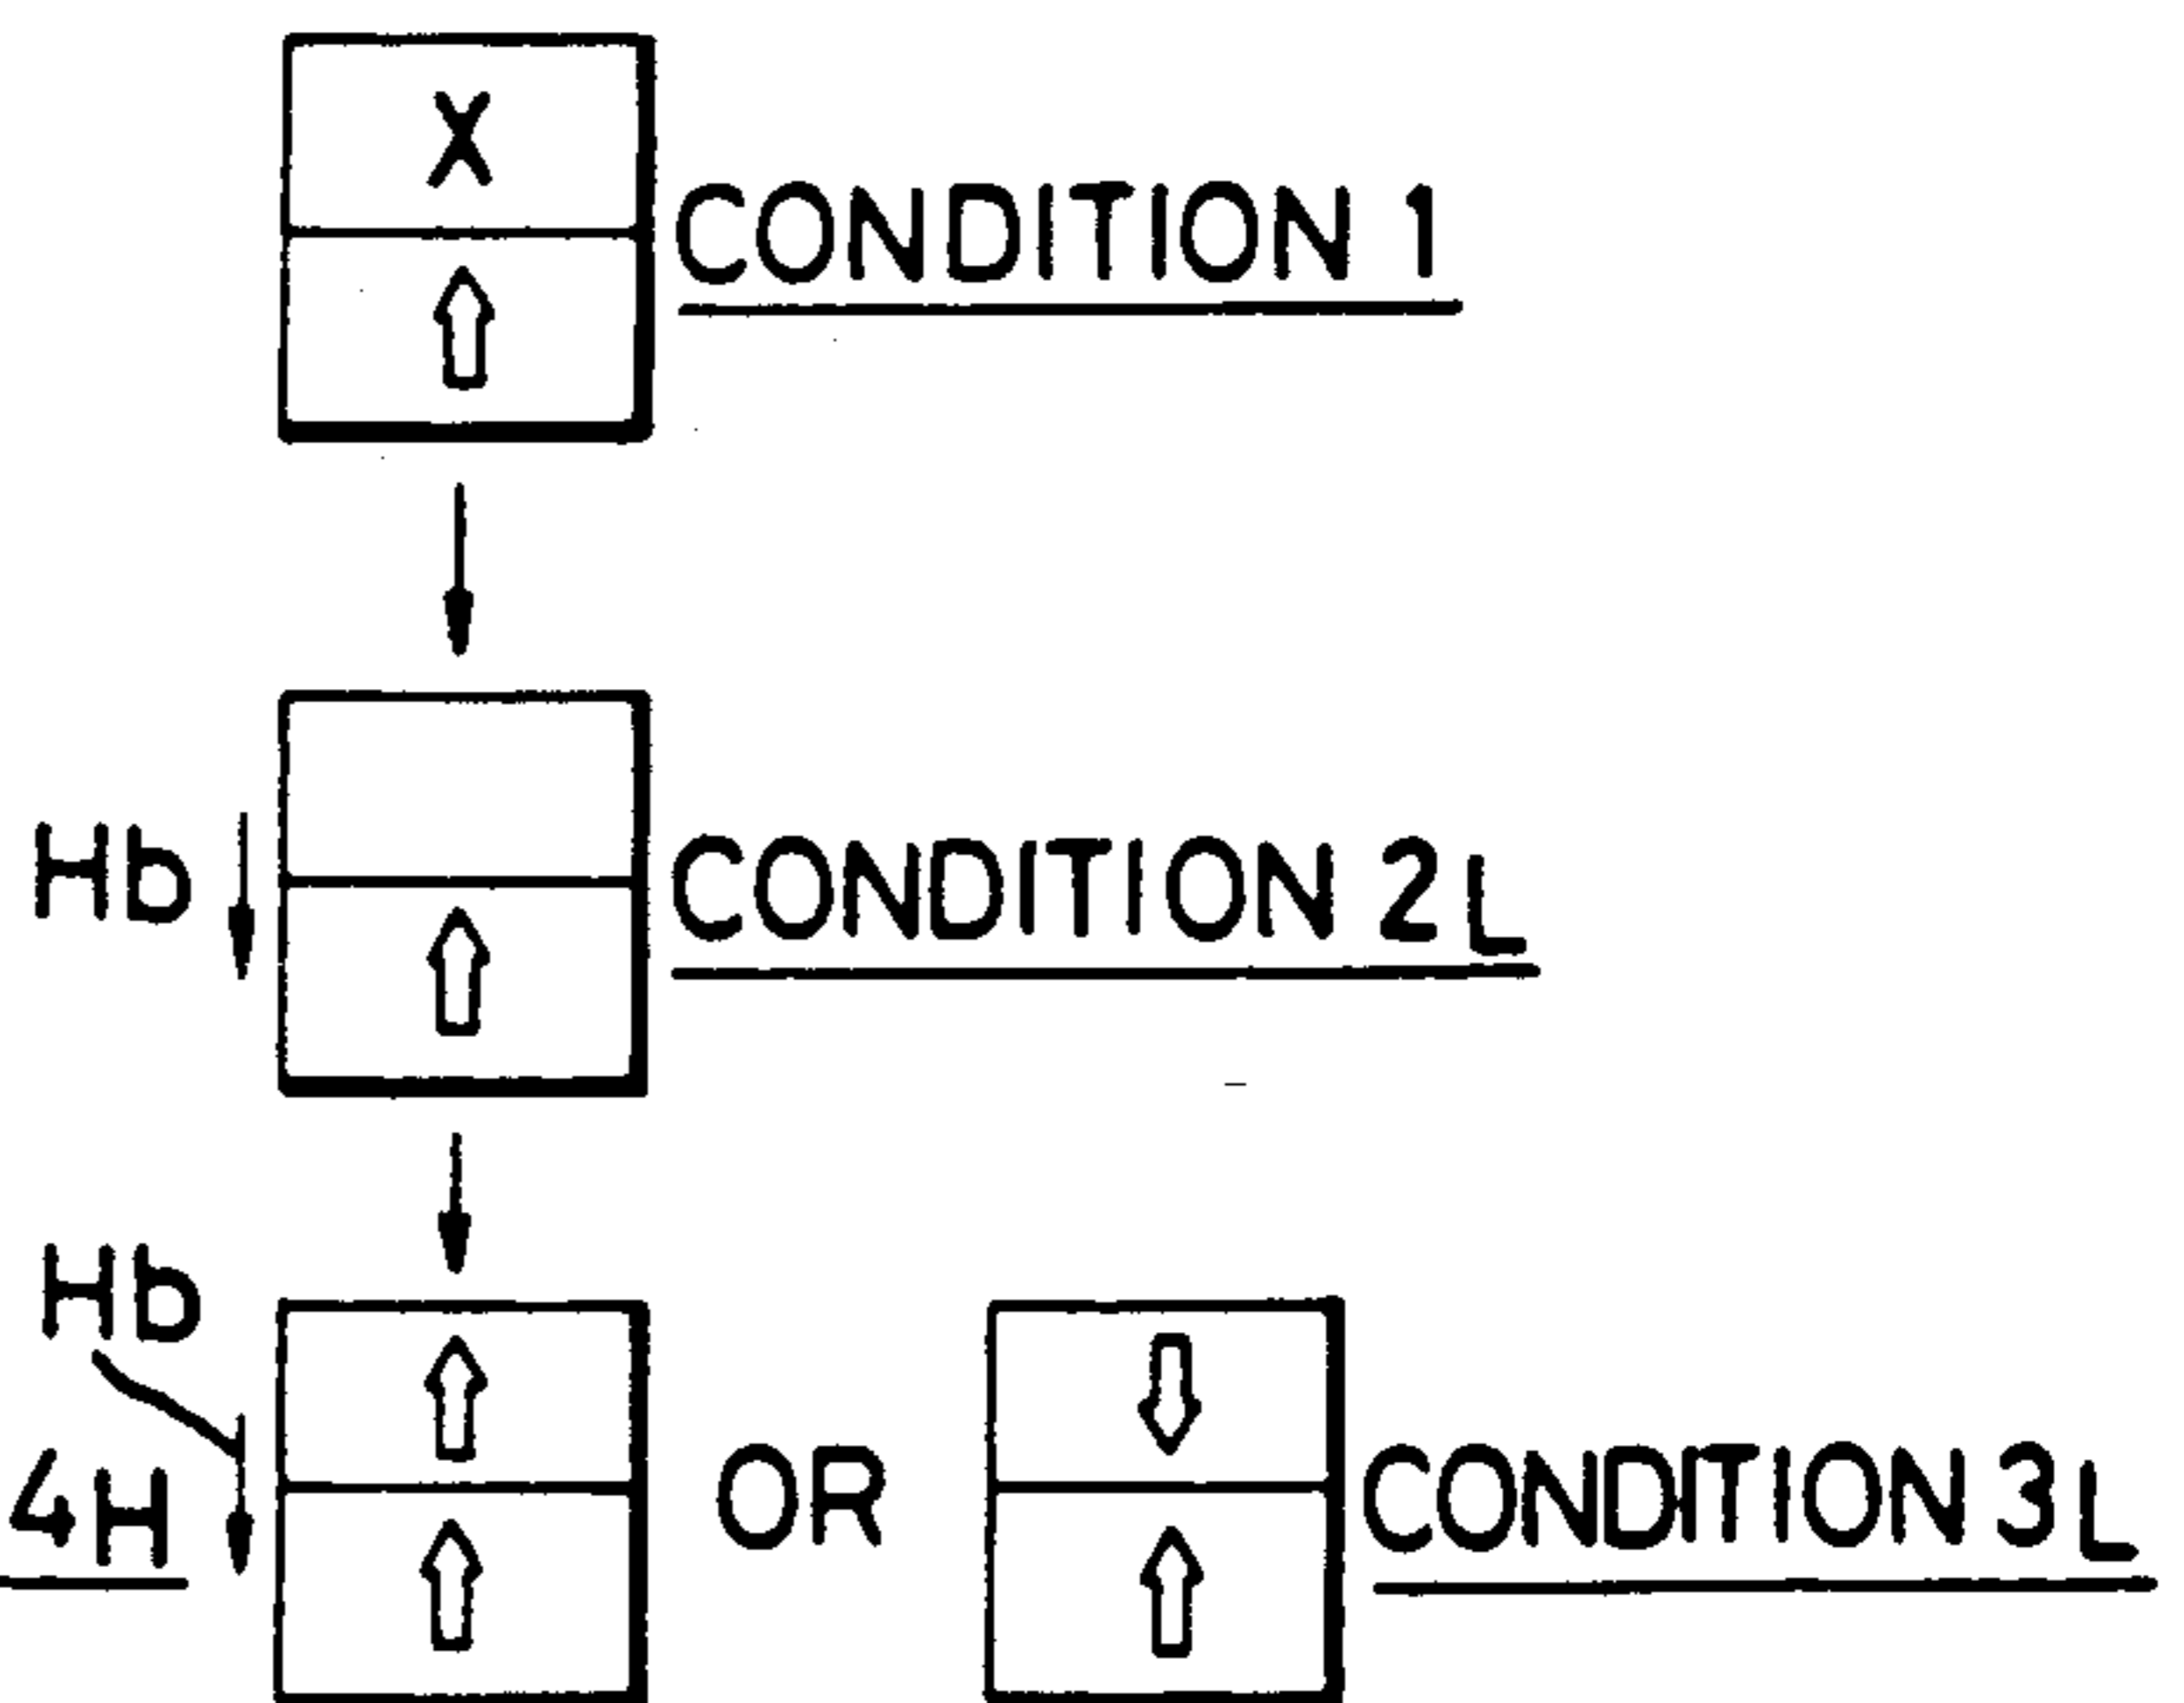 X
CONDITION 1
Hb
CONDITION 2L
Hb
4H
OR
CONDITION 3L